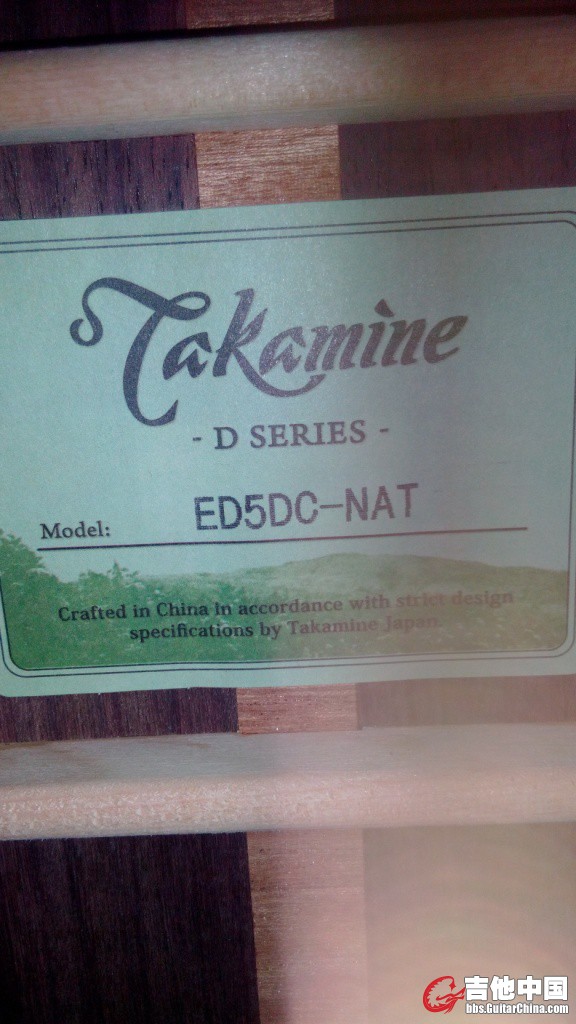 Takamine
- D SERIES -
Model: ED5DC-NAT
Crafted in China in accordance with strict design
specifications by Takamine Japan.
吉他中国
bbs.GuitarChina.com